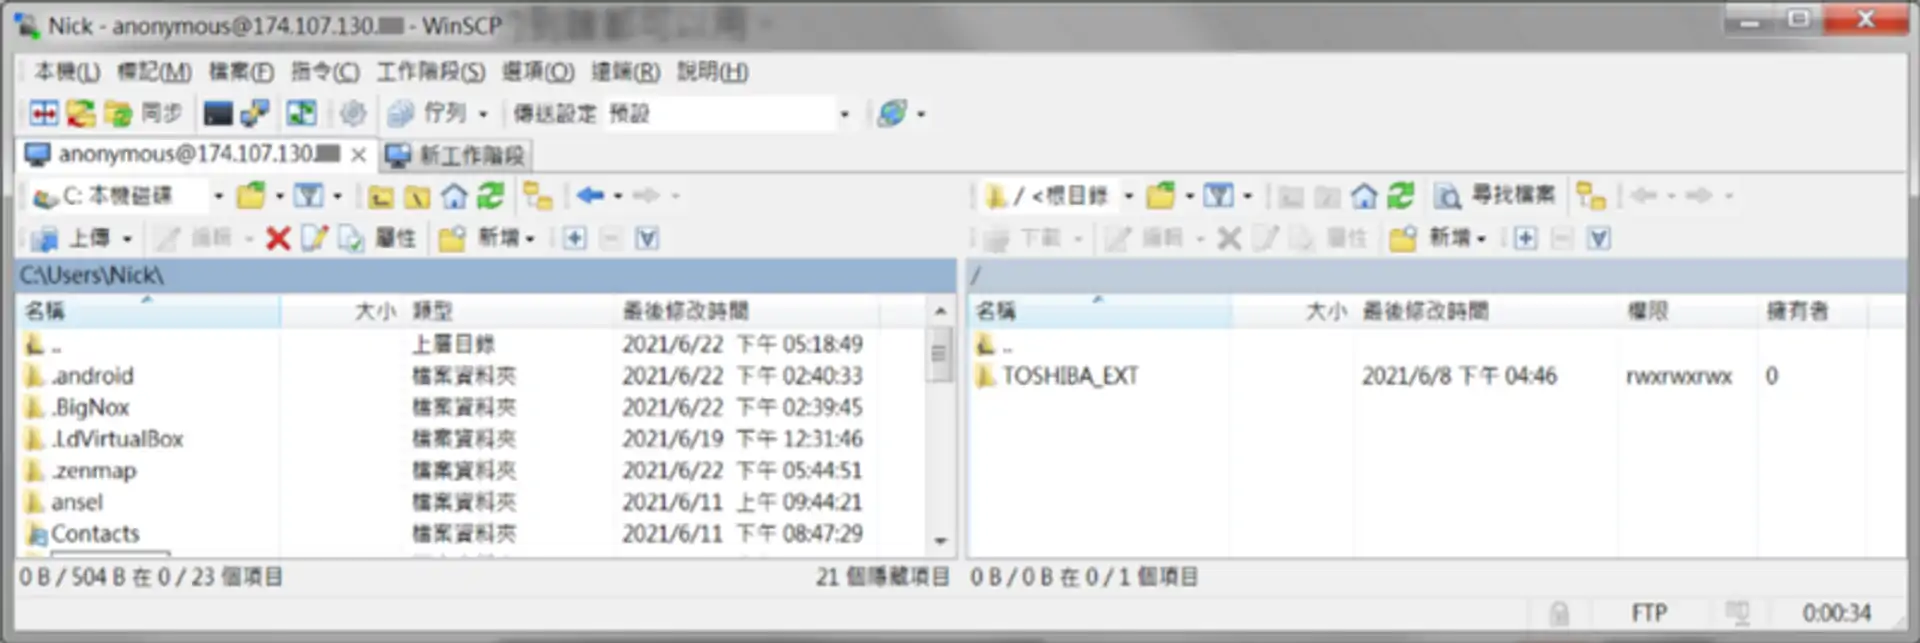 Nick - anonymous@174.107.130. - WinSCP
本機(L) 標記(M) 檔案(F) 指令(C) 工作階段(S) 選項(O) 遠端(R) 說明(H)
同步 佇列 傳送設定 預設
anonymous@174.107.130. 新工作階段
C: 本機磁碟
/ <根目錄 尋找檔案
上傳 編輯 屬性 新增
下載 編輯 屬性 新增
C:\Users\Nick\
/
名稱 大小 類型 最後修改時間
.. 上層目錄 2021/6/22 下午 05:18:49
.android 檔案資料夾 2021/6/22 下午 02:40:33
.BigNox 檔案資料夾 2021/6/22 下午 02:39:45
.LdVirtualBox 檔案資料夾 2021/6/19 下午 12:31:46
.zenmap 檔案資料夾 2021/6/22 下午 05:44:51
ansel 檔案資料夾 2021/6/11 上午 09:44:21
Contacts 檔案資料夾 2021/6/11 下午 08:47:29
0 B / 504 B 在 0 / 23 個項目 21 個隱藏項目
名稱 大小 最後修改時間 權限 擁有者
..
TOSHIBA_EXT 2021/6/8 下午 04:46 rwxrwxrwx 0
0 B / 0 B 在 0 / 1 個項目
FTP 0:00:34